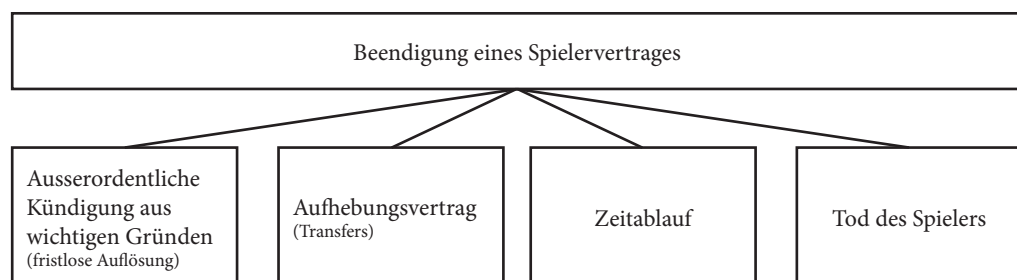 Beendigung eines Spielervertrages
Ausserordentliche
Kündigung aus
wichtigen Gründen
(fristlose Auflösung)
Aufhebungsvertrag
(Transfers)
Zeitablauf
Tod des Spielers